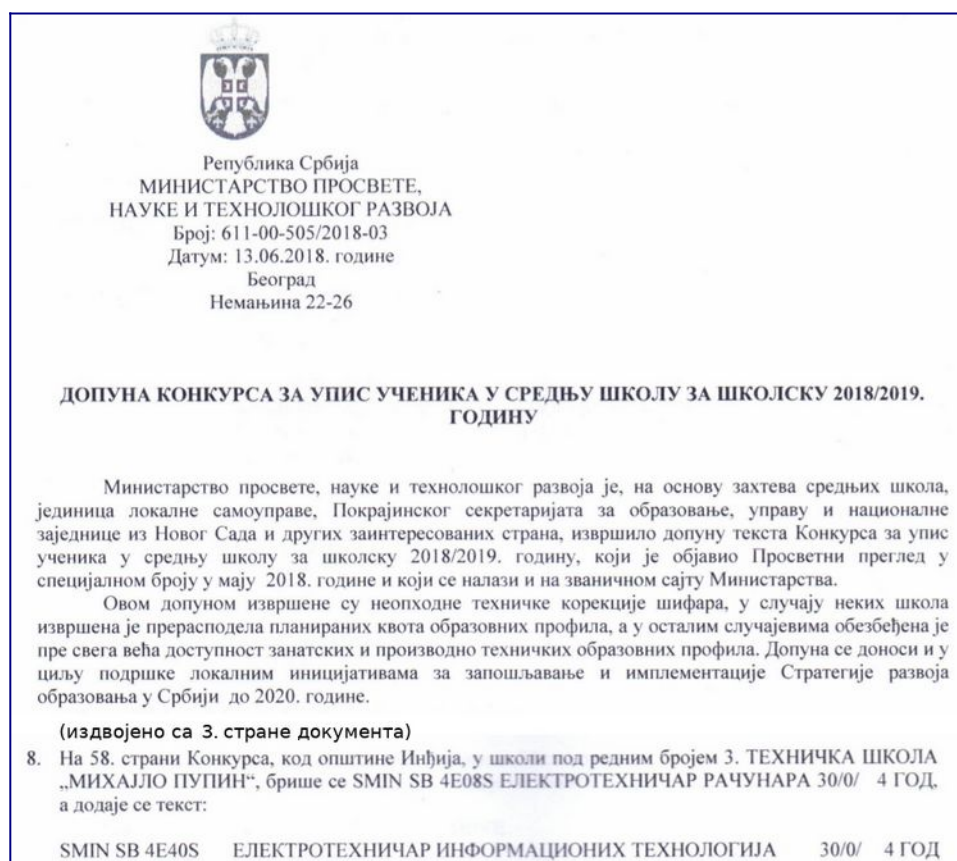 Република Србија
МИНИСТАРСТВО ПРОСВЕТЕ,
НАУКЕ И ТЕХНОЛОШКОГ РАЗВОЈА
Број: 611-00-505/2018-03
Датум: 13.06.2018. године
Београд
Немањина 22-26
ДОПУНА КОНКУРСА ЗА УПИС УЧЕНИКА У СРЕДЊУ ШКОЛУ ЗА ШКОЛСКУ 2018/2019.
ГОДИНУ
Министарство просвете, науке и технолошког развоја је, на основу захтева средњих школа,
јединица локалне самоуправе, Покрајинског секретаријата за образовање, управу и националне
заједнице из Новог Сада и других заинтересованих страна, извршило допуну текста Конкурса за упис
ученика у средњу школу за школску 2018/2019. годину, који је објавио Просветни преглед у
специјалном броју у мају 2018. године и који се налази и на званичном сајту Министарства.
Овом допуном извршене су неопходне техничке корекције шифара, у случају неких школа
извршена је прерасподела планираних квота образовних профила, а у осталим случајевима обезбеђена је
пре свега већа доступност занатских и производно техничких образовних профила. Допуна се доноси и у
циљу подршке локалним иницијативама за запошљавање и имплементације Стратегије развоја
образовања у Србији до 2020. године.
(издвојено са 3. стране документа)
8. На 58. страни Конкурса, код општине Инђија, у школи под редним бројем 3. ТЕХНИЧКА ШКОЛА
„МИХАЈЛО ПУПИН“, брише се SMIN SB 4E08S ЕЛЕКТРОТЕХНИЧАР РАЧУНАРА 30/0/ 4 ГОД,
а додаје се текст:
SMIN SB 4E40S ЕЛЕКТРОТЕХНИЧАР ИНФОРМАЦИОНИХ ТЕХНОЛОГИЈА 30/0/ 4 ГОД